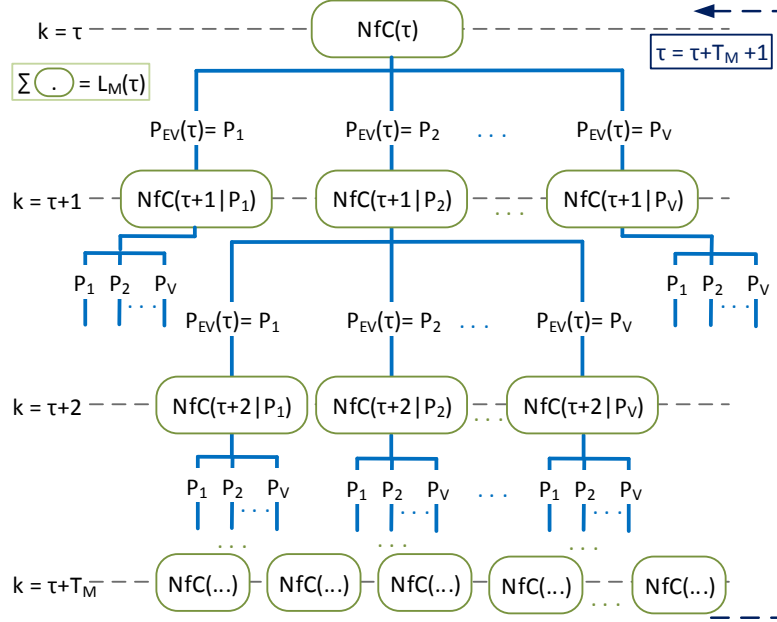 k = τ
NfC(τ)
τ = τ+T_M +1
∑ . = L_M(τ)
P_EV(τ)= P_1 P_EV(τ)= P_2 . . . P_EV(τ)= P_V
k = τ+1 NfC(τ+1|P_1) NfC(τ+1|P_2) . . . NfC(τ+1|P_V)
P_1 P_2 . . . P_V P_1 P_2 . . . P_V
P_EV(τ)= P_1 P_EV(τ)= P_2 . . . P_EV(τ)= P_V
k = τ+2 NfC(τ+2|P_1) NfC(τ+2|P_2) . . . NfC(τ+2|P_V)
P_1 P_2 . . . P_V P_1 P_2 . . . P_V . . . P_1 P_2 . . . P_V
. . . . . . . . .
k = τ+T_M NfC(...) NfC(...) NfC(...) NfC(...) . . . NfC(...)